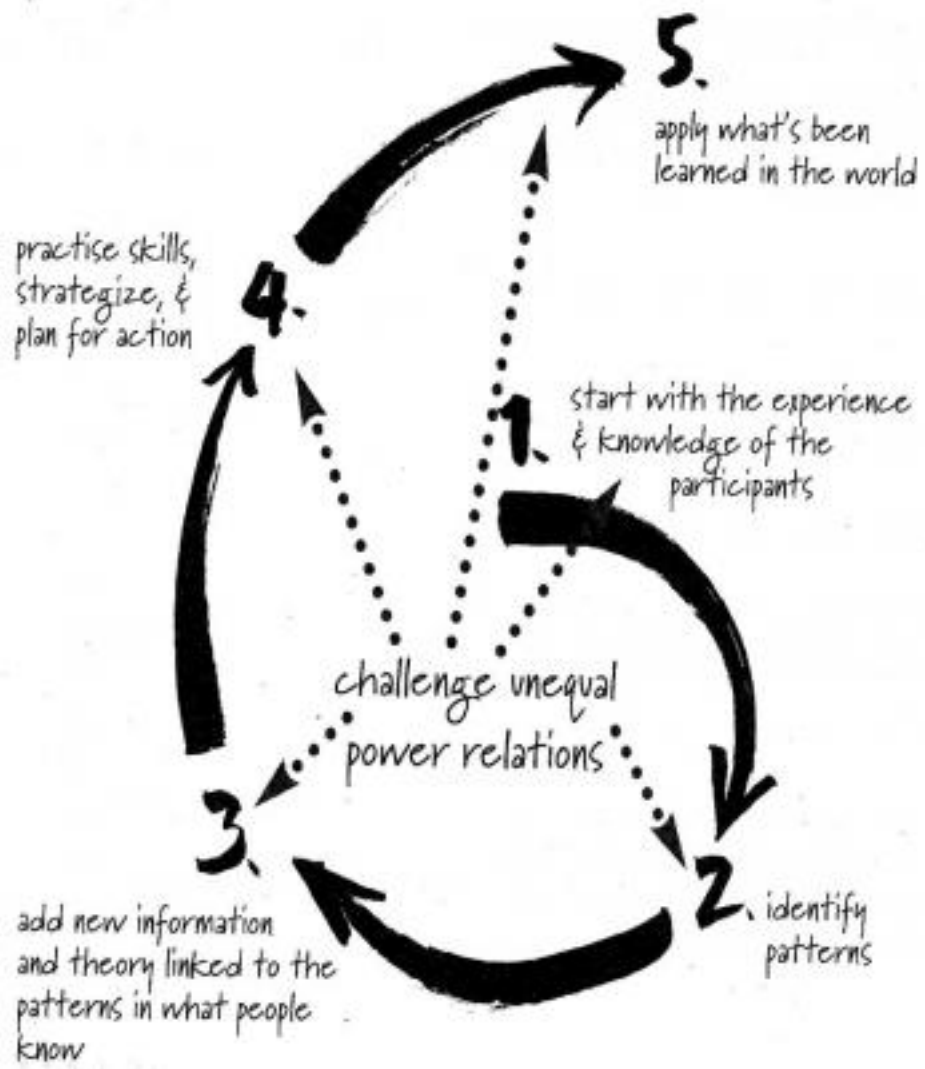 5.
apply what's been
learned in the world
practise skills,
strategize, &
plan for action
4.
1.
start with the experience
& knowledge of the
participants
challenge unequal
power relations
3.
add new information
and theory linked to the
patterns in what people
know
2.
identify
patterns